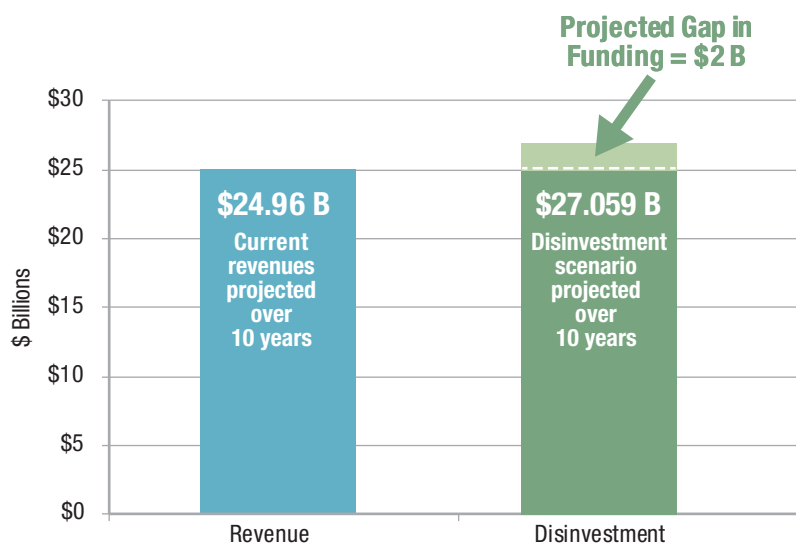 Projected Gap in
Funding = $2 B
$30
$25
$20
$15
$10
$5
$0
$ Billions
$24.96 B
Current
revenues
projected
over
10 years
$27.059 B
Disinvestment
scenario
projected
over
10 years
Revenue
Disinvestment